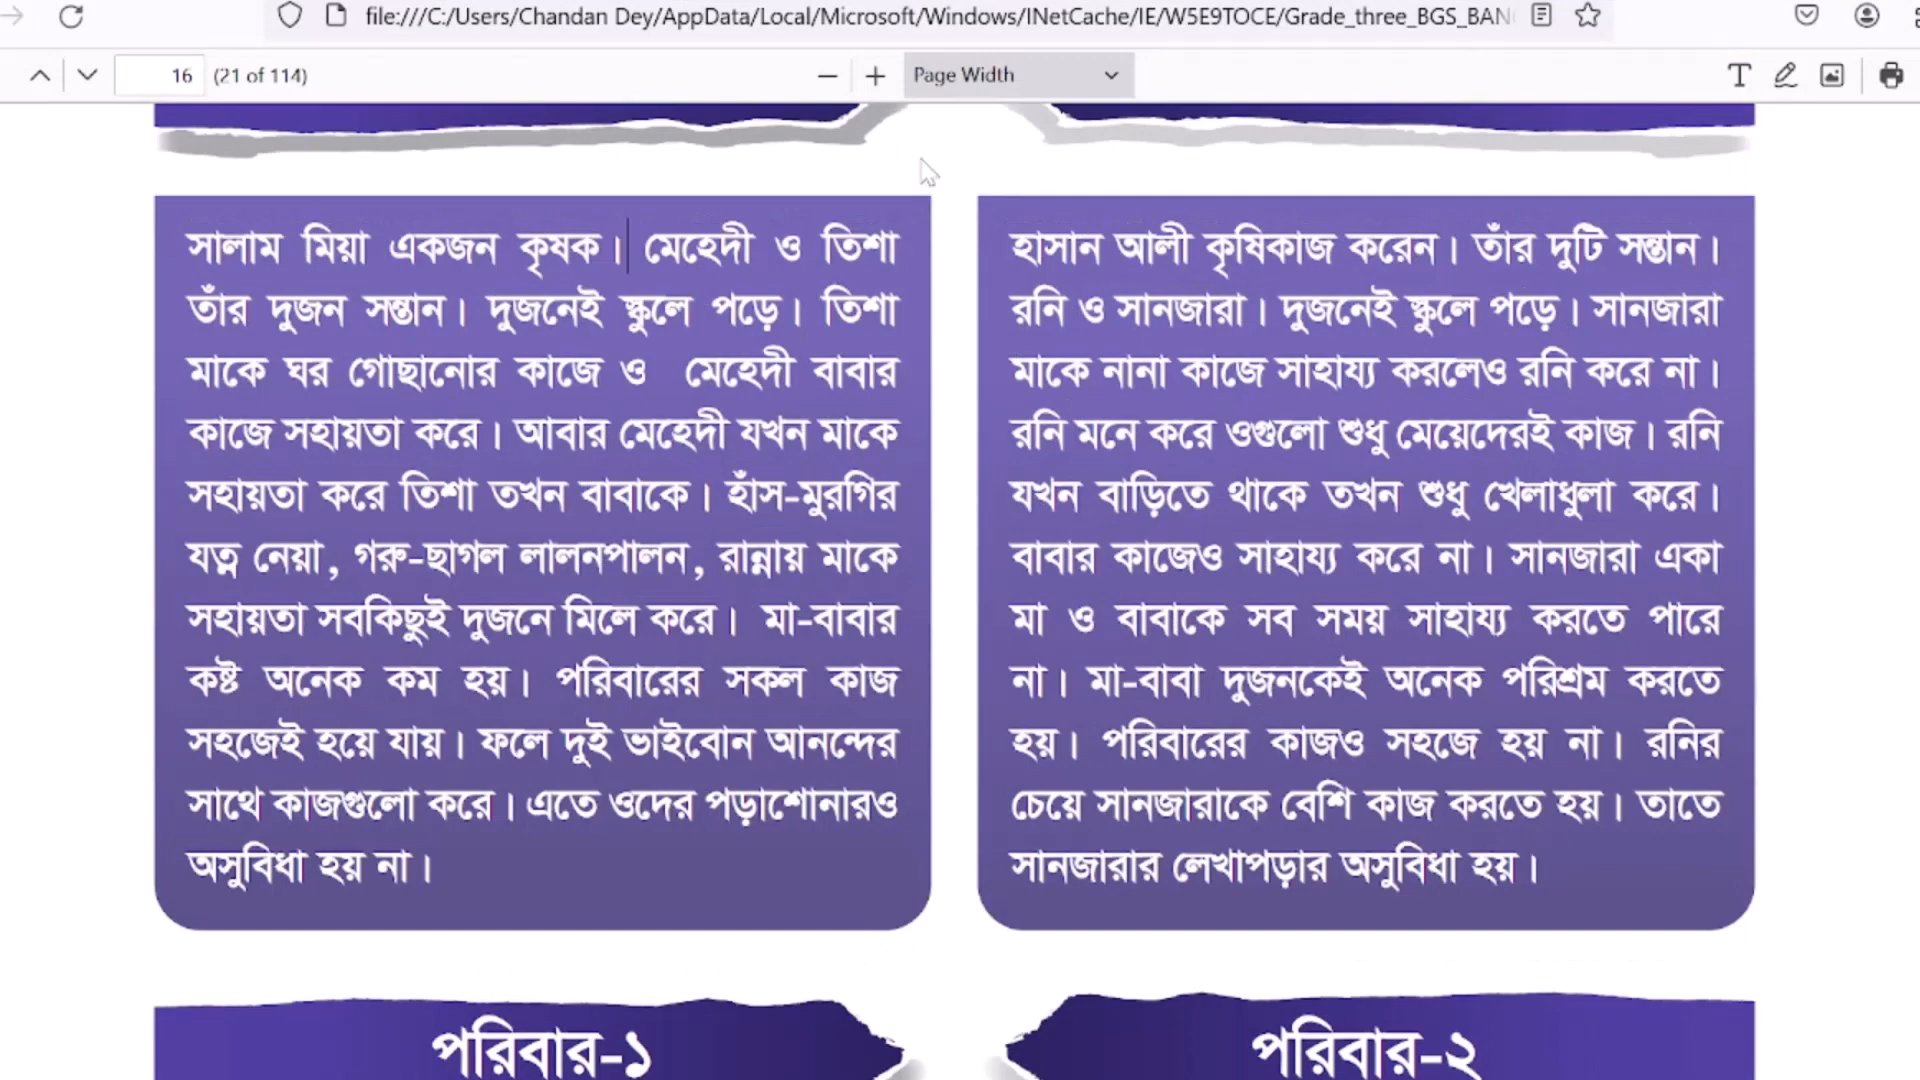 file:///C:/Users/Chandan Dey/AppData/Local/Microsoft/Windows/INetCache/IE/W5E9TOCE/Grade_three_BGS_BAN
16 (21 of 114) Page Width
সালাম মিয়া একজন কৃষক। মেহেদী ও তিশা
তাঁর দুজন সন্তান। দুজনেই স্কুলে পড়ে। তিশা
মাকে ঘর গোছানোর কাজে ও মেহেদী বাবার
কাজে সহায়তা করে। আবার মেহেদী যখন মাকে
সহায়তা করে তিশা তখন বাবাকে। হাঁস-মুরগির
যত্ন নেয়া, গরু-ছাগল লালনপালন, রান্নায় মাকে
সহায়তা সবকিছুই দুজনে মিলে করে। মা-বাবার
কষ্ট অনেক কম হয়। পরিবারের সকল কাজ
সহজেই হয়ে যায়। ফলে দুই ভাইবোন আনন্দের
সাথে কাজগুলো করে। এতে ওদের পড়াশোনারও
অসুবিধা হয় না।
হাসান আলী কৃষিকাজ করেন। তাঁর দুটি সন্তান।
রনি ও সানজারা। দুজনেই স্কুলে পড়ে। সানজারা
মাকে নানা কাজে সাহায্য করলেও রনি করে না।
রনি মনে করে ওগুলো শুধু মেয়েদেরই কাজ। রনি
যখন বাড়িতে থাকে তখন শুধু খেলাধুলা করে।
বাবার কাজেও সাহায্য করে না। সানজারা একা
মা ও বাবাকে সব সময় সাহায্য করতে পারে
না। মা-বাবা দুজনকেই অনেক পরিশ্রম করতে
হয়। পরিবারের কাজও সহজে হয় না। রনির
চেয়ে সানজারাকে বেশি কাজ করতে হয়। তাতে
সানজারার লেখাপড়ার অসুবিধা হয়।
পরিবার-১
পরিবার-২